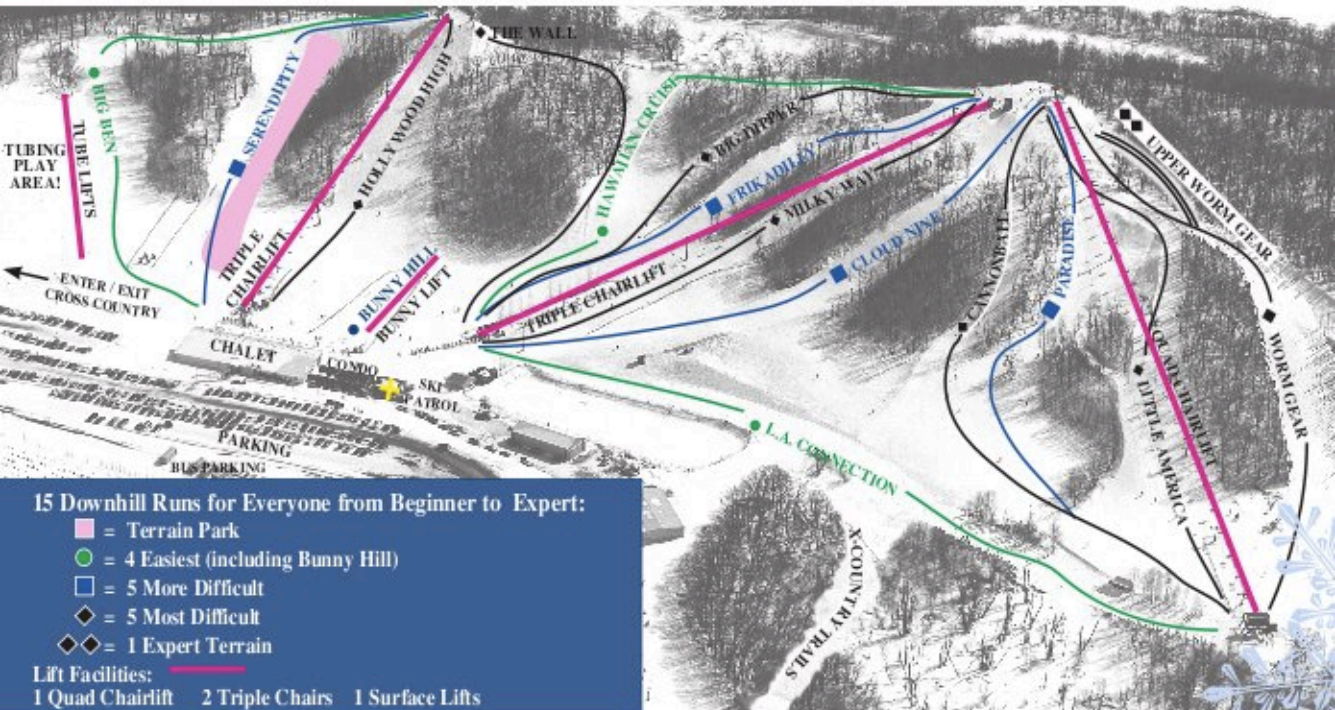 THE WALL
HOLLYWOOD HIGH
SERENDIPITY
BIG BEN
TUBE LIFTS
TUBING
PLAY
AREA!
ENTER / EXIT
CROSS COUNTRY
TRIPLE
CHAIRLIFT
BUNNY HILL
BUNNY LIFT
CHALET
CONDO
SKI
PATROL
PARKING
BUS PARKING
HAWAIIAN CRUISE
BIG DIPPER
FRIKADILLY
MILKY WAY
TRIPLE CHAIRLIFT
CLOUD NINE
CANNONBALL
PARADISE
UPPER WORM GEAR
WORM GEAR
QUAD CHAIRLIFT
LITTLE AMERICA
L.A. CONNECTION
X-COUNTRY TRAILS
15 Downhill Runs for Everyone from Beginner to Expert:
= Terrain Park
= 4 Easiest (including Bunny Hill)
= 5 More Difficult
= 5 Most Difficult
= 1 Expert Terrain
Lift Facilities:
1 Quad Chairlift 2 Triple Chairs 1 Surface Lifts